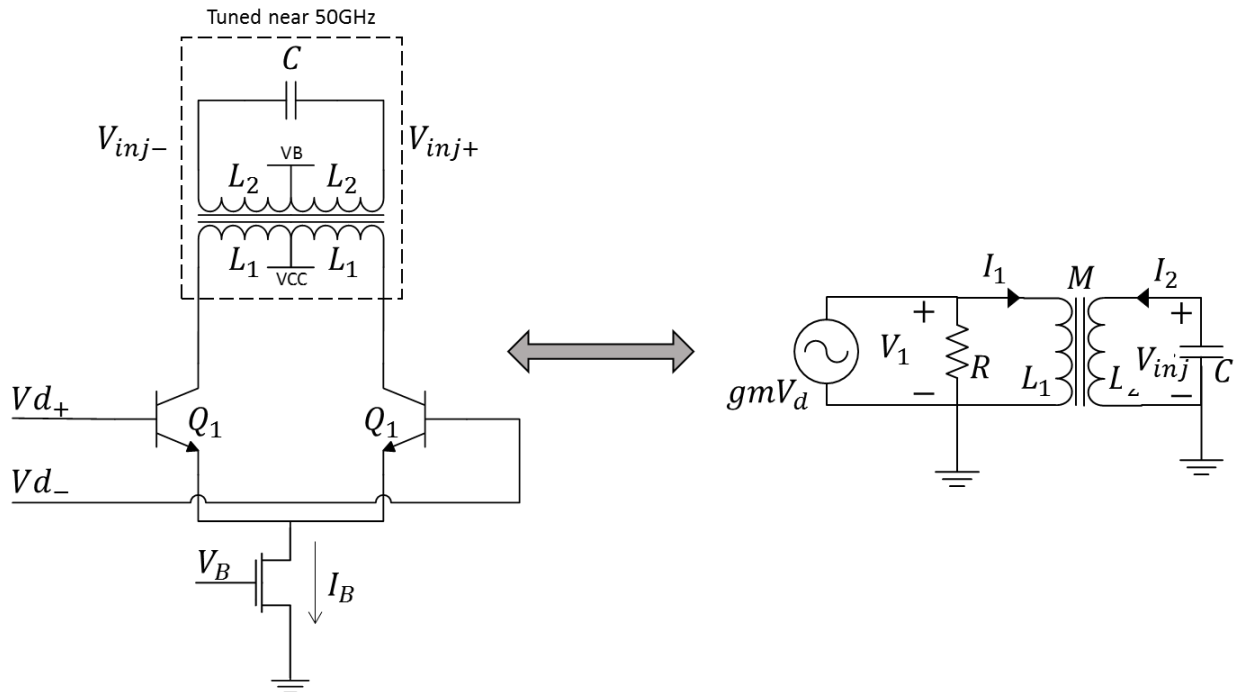 Tuned near 50GHz
C
V_{inj-}
V_{inj+}
VB
L_2 L_2
L_1 L_1
VCC
Vd_+
Q_1 Q_1
Vd_-
V_B
I_B
I_1 M I_2
+ +
V_1 R L_1 L_2 V_{inj} C
− −
gmV_d